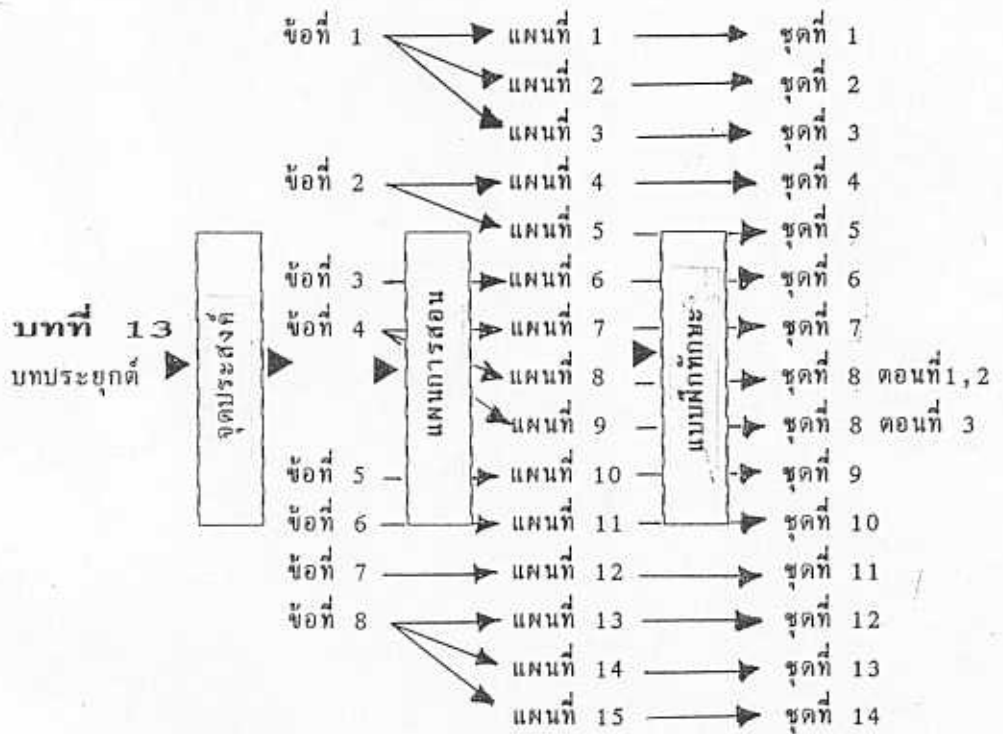 ข้อที่ 1 แผนที่ 1 ชุดที่ 1
แผนที่ 2 ชุดที่ 2
แผนที่ 3 ชุดที่ 3
ข้อที่ 2 แผนที่ 4 ชุดที่ 4
แผนที่ 5 ชุดที่ 5
ข้อที่ 3 แผนที่ 6 ชุดที่ 6
บทที่ 13
บทประยุกต์
จุดประสงค์
แผนการสอน
แบบฝึกทักษะ
ข้อที่ 4 แผนที่ 7 ชุดที่ 7
แผนที่ 8 ชุดที่ 8 ตอนที่1,2
แผนที่ 9 ชุดที่ 8 ตอนที่ 3
ข้อที่ 5 แผนที่ 10 ชุดที่ 9
ข้อที่ 6 แผนที่ 11 ชุดที่ 10
ข้อที่ 7 แผนที่ 12 ชุดที่ 11
ข้อที่ 8 แผนที่ 13 ชุดที่ 12
แผนที่ 14 ชุดที่ 13
แผนที่ 15 ชุดที่ 14